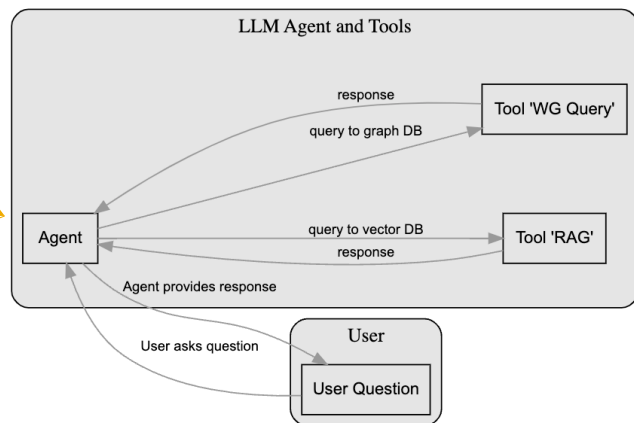 LLM Agent and Tools
response
Tool 'WG Query'
query to graph DB
Agent
query to vector DB
Tool 'RAG'
response
Agent provides response
User
User asks question
User Question